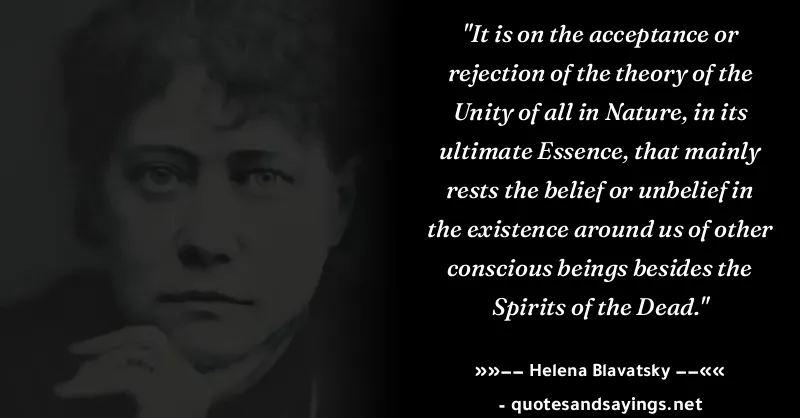 "It is on the acceptance or
rejection of the theory of the
Unity of all in Nature, in its
ultimate Essence, that mainly
rests the belief or unbelief in
the existence around us of other
conscious beings besides the
Spirits of the Dead."
»»–– Helena Blavatsky ––««
- quotesandsayings.net